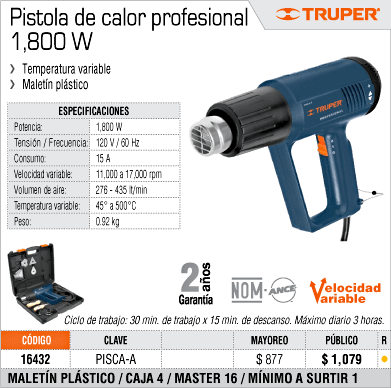 Pistola de calor profesional
1,800 W
TRUPER
Temperatura variable
Maletín plástico
ESPECIFICACIONES
Potencia: 1,800 W
Tensión / Frecuencia: 120 V / 60 Hz
Consumo: 15 A
Velocidad variable: 11,000 a 17,000 rpm
Volumen de aire: 276 - 435 lt/min
Temperatura variable: 45° a 500°C
Peso: 0.92 kg
TRUPER
2 años
Garantía
NOM-ANCE
Velocidad
Variable
Ciclo de trabajo: 30 min. de trabajo x 15 min. de descanso. Máximo diario 3 horas.
CÓDIGO CLAVE MAYOREO PÚBLICO R
16432 PISCA-A $ 877 $ 1,079
MALETÍN PLÁSTICO / CAJA 4 / MASTER 16 / MÍNIMO A SURTIR 1